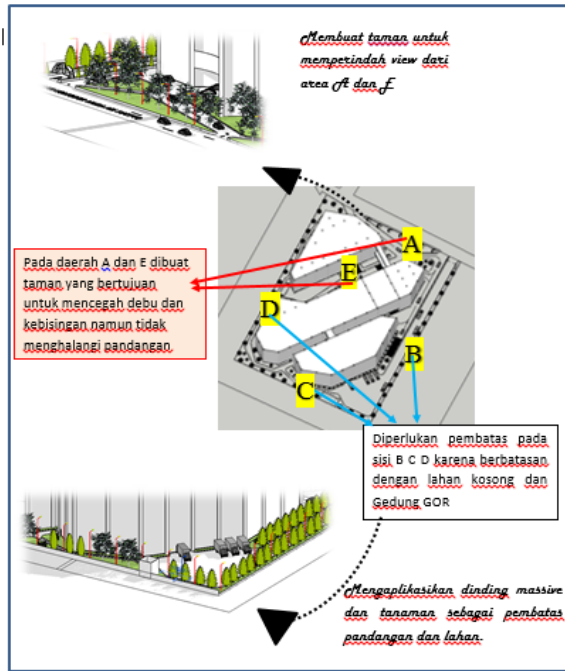 Membuat taman untuk
memperindah view dari
area A dan E
A
Pada daerah A dan E dibuat
taman yang bertujuan
untuk mencegah debu dan
kebisingan namun tidak
menghalangi pandangan
E
D
B
C
Diperlukan pembatas pada
sisi B C D karena berbatasan
dengan lahan kosong dan
Gedung GOR
Mengaplikasikan dinding massive
dan tanaman sebagai pembatas
pandangan dan lahan.